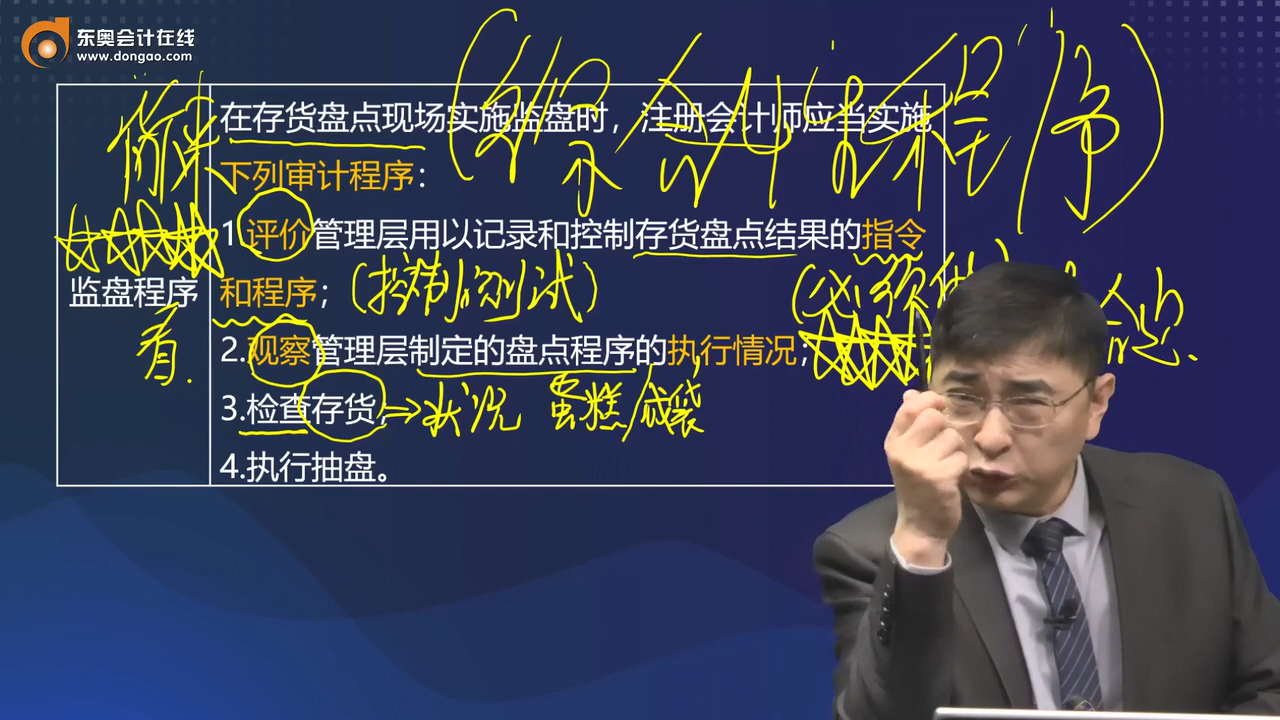 东奥会计在线
www.dongao.com
在存货盘点现场实施监盘时，注册会计师应当实施
下列审计程序：
1.评价管理层用以记录和控制存货盘点结果的指令
和程序；（控制测试）
监盘程序
看.
2.观察管理层制定的盘点程序的执行情况；
3.检查存货；⇒状况 蛋糕/成袋
4.执行抽盘。